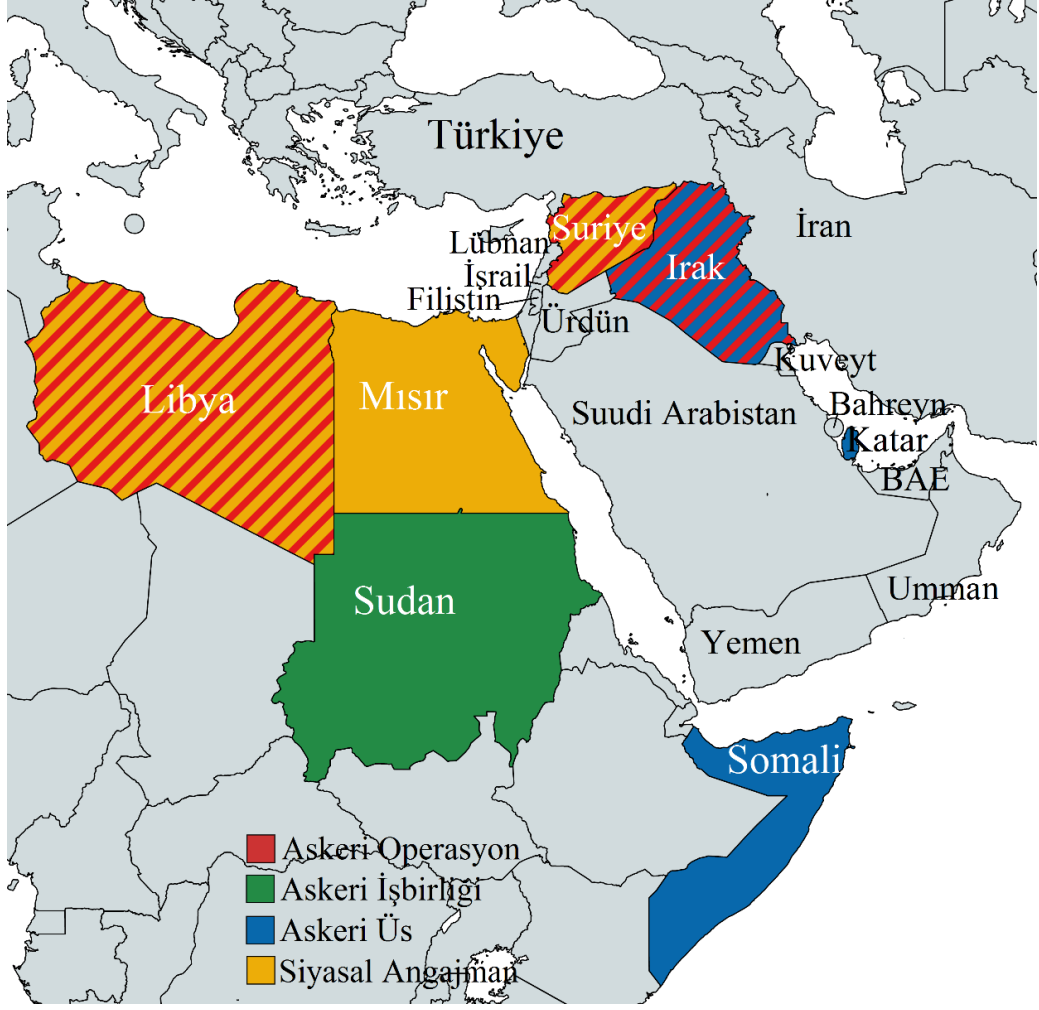 Türkiye
Suriye
İran
Lübnan
Irak
İsrail
Filistin
Ürdün
Kuveyt
Libya
Mısır
Suudi Arabistan
Bahreyn
Katar
BAE
Sudan
Umman
Yemen
Somali
Askeri Operasyon
Askeri İşbirliği
Askeri Üs
Siyasal Angajman